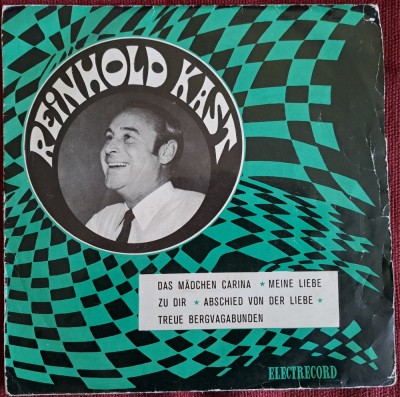 REINHOLD KAST
DAS MÄDCHEN CARINA ★ MEINE LIEBE
ZU DIR ★ ABSCHIED VON DER LIEBE ★
TREUE BERGVAGABUNDEN
ELECTRECORD